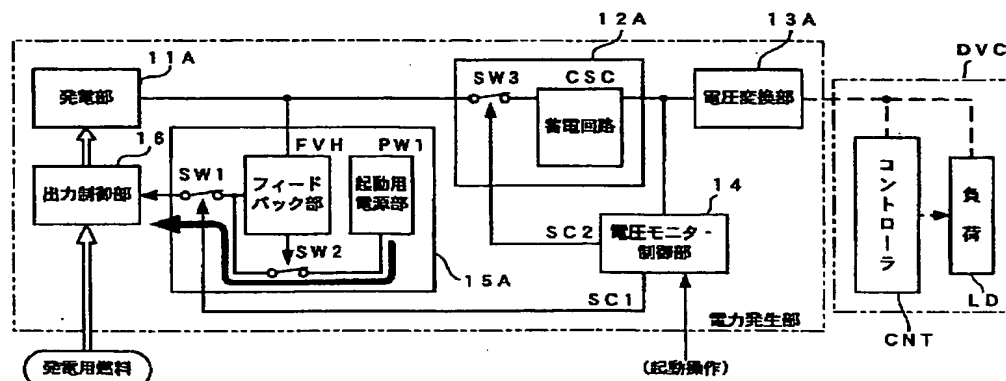 12A
13A
11A
DVC
SW3
CSC
発電部
電圧変換部
蓄電回路
16
FVH
PW1
SW1
フィード
バック部
起動用
電源部
出力制御部
14
コントローラ
負荷
SW2
SC2
電圧モニタ・
制御部
15A
SC1
LD
電力発生部
CNT
発電用燃料
(起動操作)